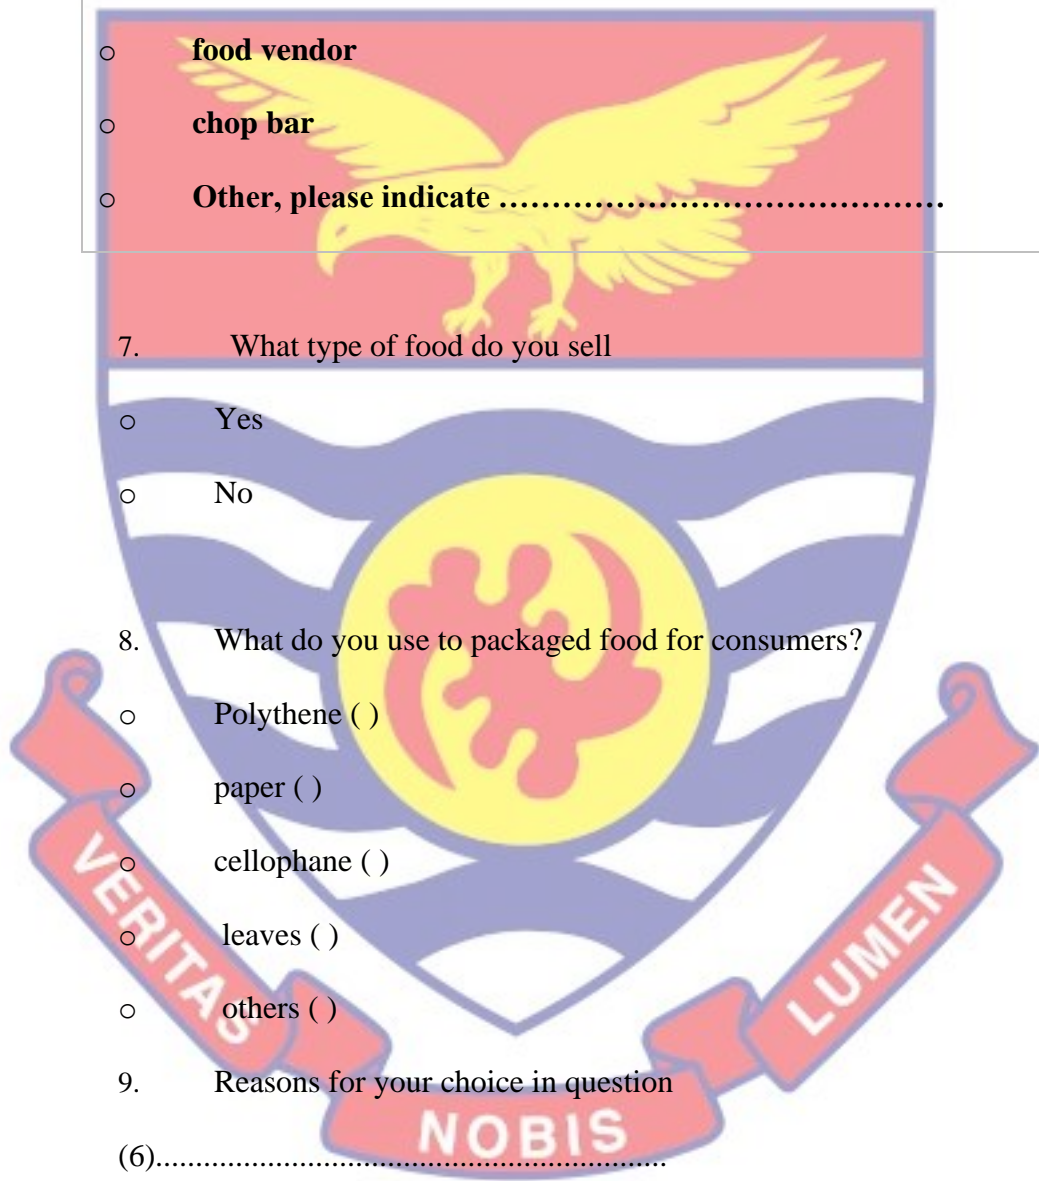 o food vendor
o chop bar
o Other, please indicate ……………………………………
7. What type of food do you sell
o Yes
o No
8. What do you use to packaged food for consumers?
o Polythene ( )
o paper ( )
o cellophane ( )
o leaves ( )
o others ( )
9. Reasons for your choice in question
(6)................................................................
VERITAS
NOBIS
LUMEN